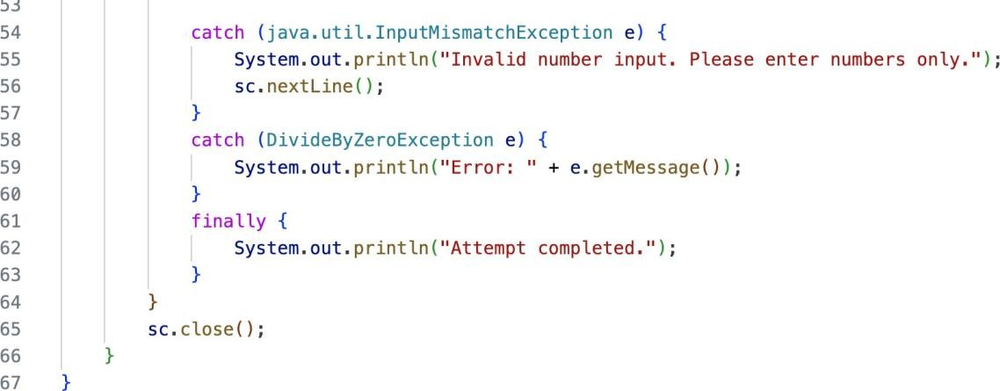 53
54 catch (java.util.InputMismatchException e) {
55 System.out.println("Invalid number input. Please enter numbers only.");
56 sc.nextLine();
57 }
58 catch (DivideByZeroException e) {
59 System.out.println("Error: " + e.getMessage());
60 }
61 finally {
62 System.out.println("Attempt completed.");
63 }
64 }
65 sc.close();
66 }
67 }